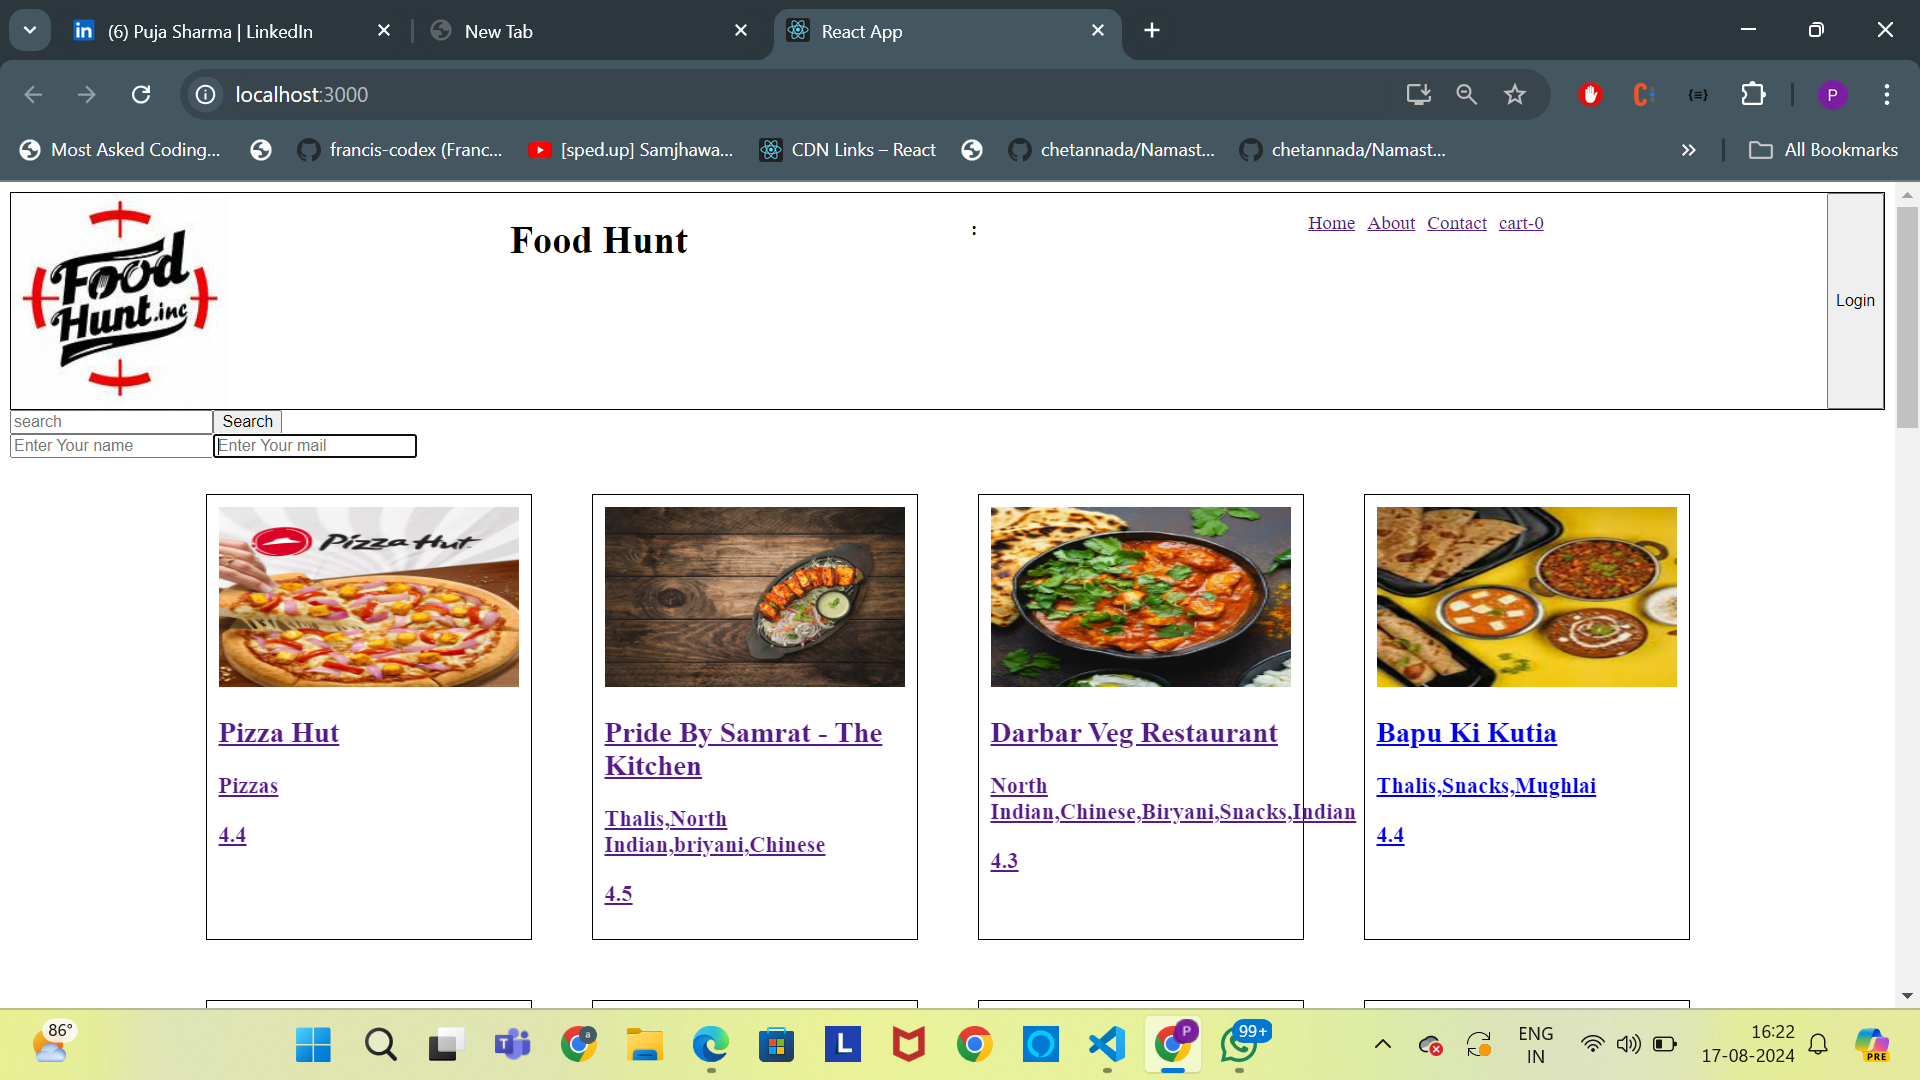 (6) Puja Sharma | LinkedIn
New Tab
React App
localhost:3000
P
Most Asked Coding...
francis-codex (Franc...
[sped.up] Samjhawa...
CDN Links – React
chetannada/Namast...
chetannada/Namast...
All Bookmarks
Food Hunt.inc
Food Hunt
:
Home About Contact cart-0
Login
search
Search
Enter Your name
Enter Your mail
Pizza Hut
Pizza Hut
Pizzas
4.4
Pride By Samrat - The
Kitchen
Thalis,North
Indian,briyani,Chinese
4.5
Darbar Veg Restaurant
North
Indian,Chinese,Biryani,Snacks,Indian
4.3
Bapu Ki Kutia
Thalis,Snacks,Mughlai
4.4
86°
a
L
P
99+
ENG
IN
16:22
17-08-2024
PRE